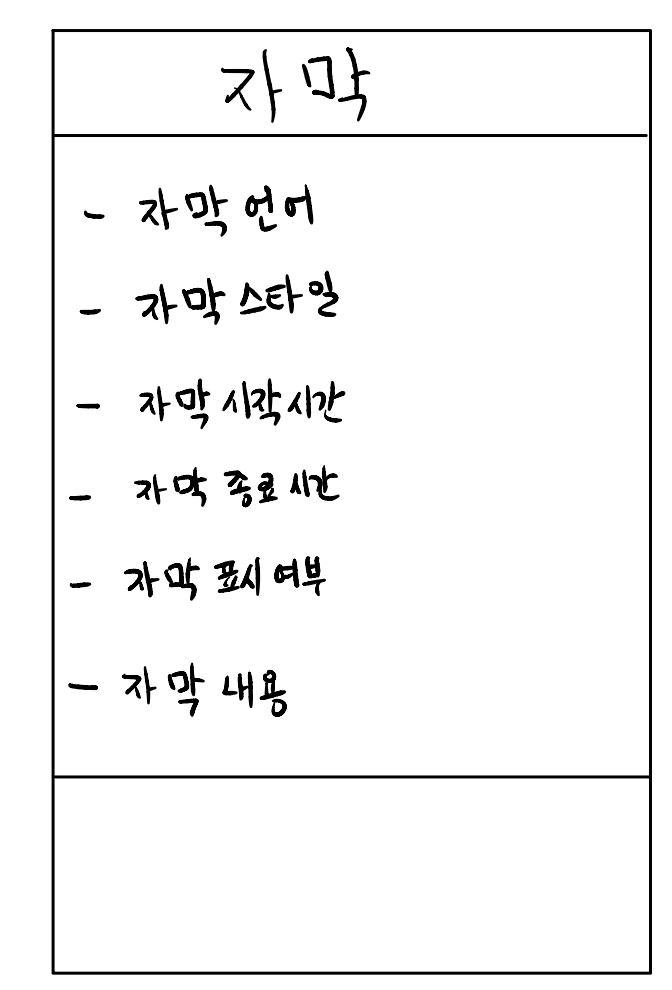 자막
- 자막 언어
- 자막 스타일
- 자막 시작시간
- 자막 종료 시간
- 자막 표시 여부
- 자막 내용